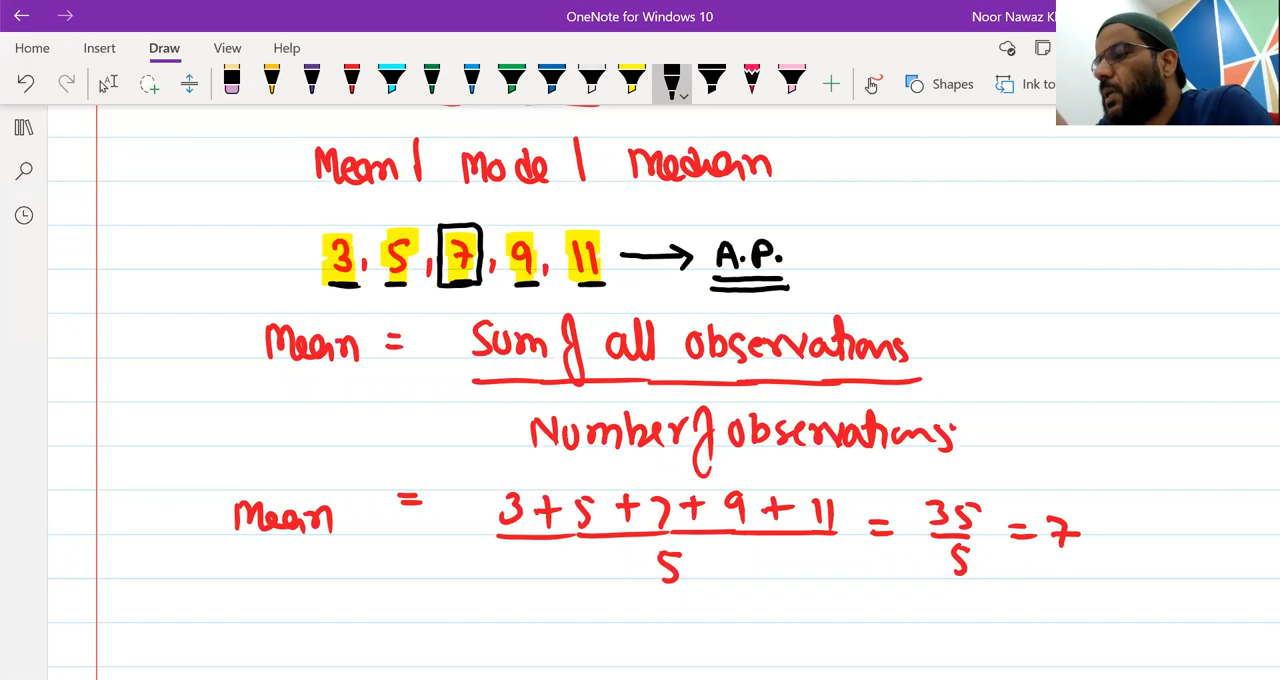 OneNote for Windows 10
Noor Nawaz Kh
Home Insert Draw View Help
Shapes Ink to
Mean | Mode | Median
3, 5, 7, 9, 11 → A.P.
Mean = Sum of all observations
Number of observations
Mean = 3 + 5 + 7 + 9 + 11 = 35 = 7
5 5